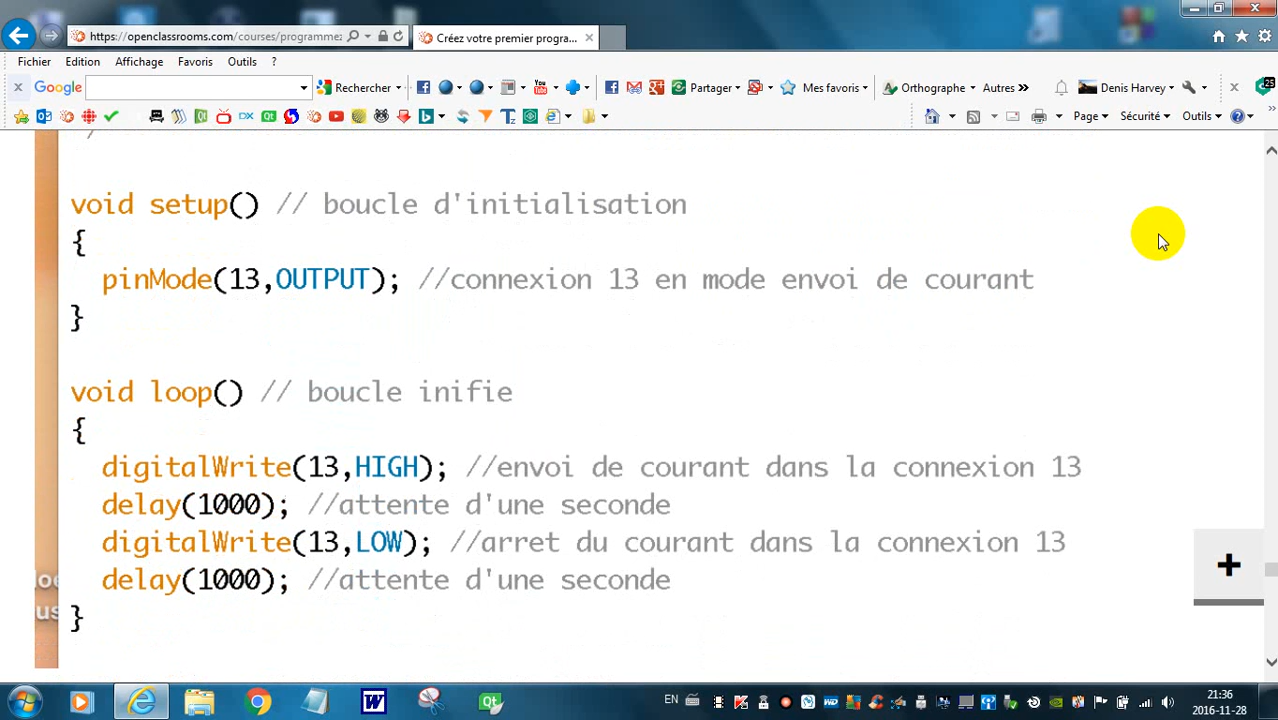 https://openclassrooms.com/courses/programmez
Créez votre premier progra...
Fichier Edition Affichage Favoris Outils ?
Google Rechercher Partager Mes favoris Orthographe Autres » Denis Harvey 25
Page Sécurité Outils
void setup() // boucle d'initialisation
{
pinMode(13,OUTPUT); //connexion 13 en mode envoi de courant
}
void loop() // boucle inifie
{
digitalWrite(13,HIGH); //envoi de courant dans la connexion 13
delay(1000); //attente d'une seconde
digitalWrite(13,LOW); //arret du courant dans la connexion 13
delay(1000); //attente d'une seconde
}
+
EN 21:36
2016-11-28